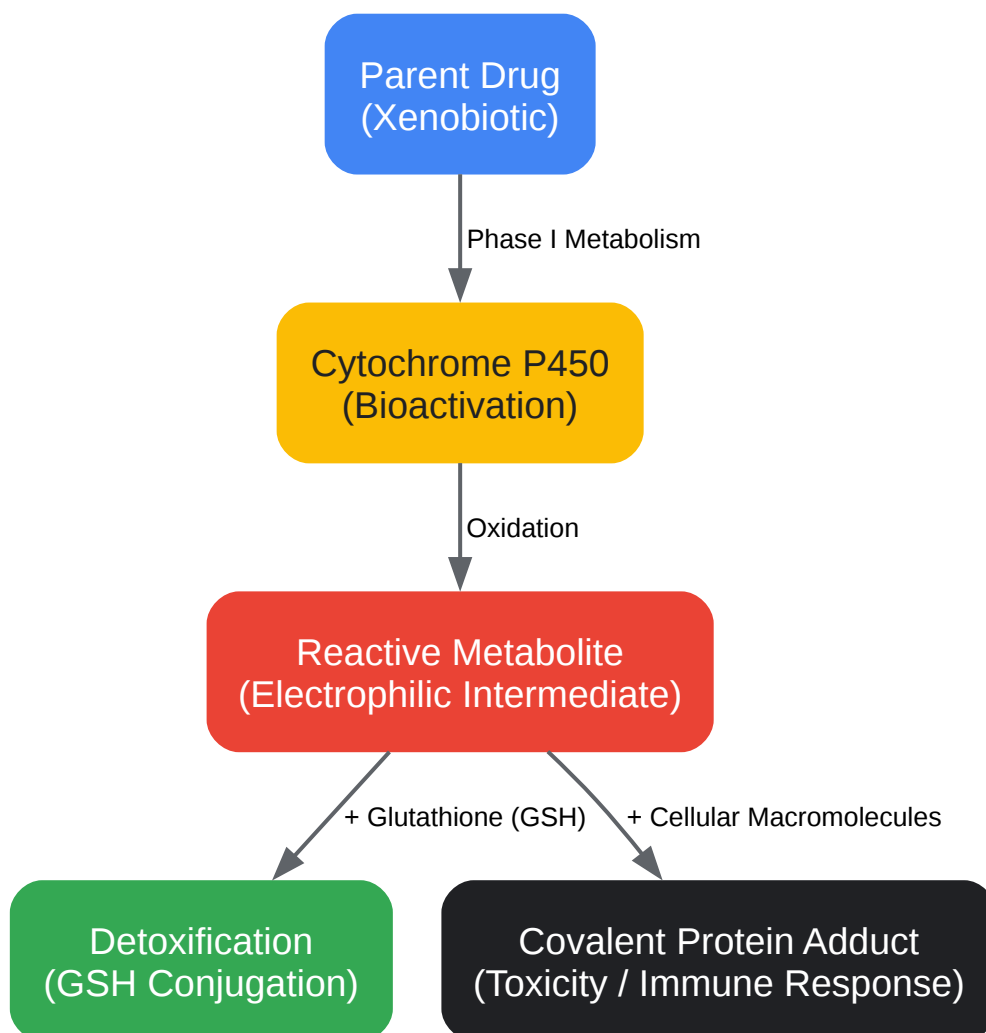 Parent Drug
(Xenobiotic)
Phase I Metabolism
Cytochrome P450
(Bioactivation)
Oxidation
Reactive Metabolite
(Electrophilic Intermediate)
+ Glutathione (GSH)
+ Cellular Macromolecules
Detoxification
(GSH Conjugation)
Covalent Protein Adduct
(Toxicity / Immune Response)